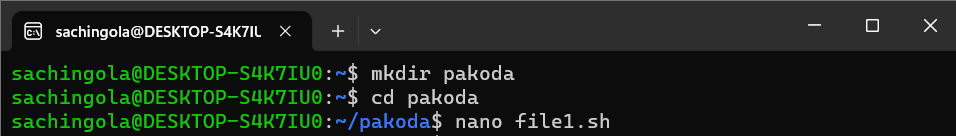 sachingola@DESKTOP-S4K7IU
sachingola@DESKTOP-S4K7IU0:~$ mkdir pakoda
sachingola@DESKTOP-S4K7IU0:~$ cd pakoda
sachingola@DESKTOP-S4K7IU0:~/pakoda$ nano file1.sh